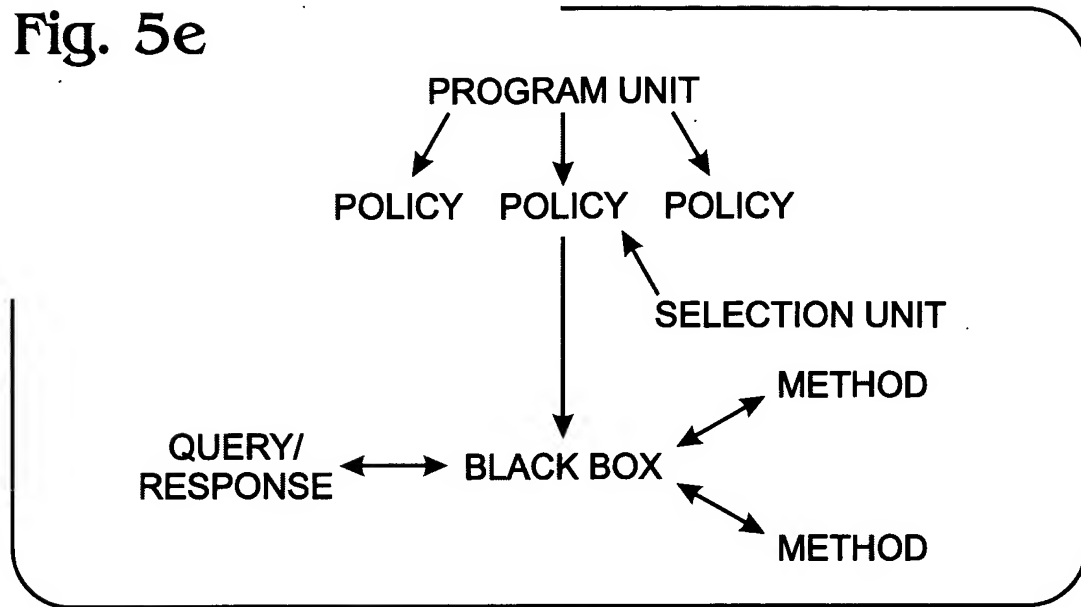 Fig. 5e
PROGRAM UNIT
POLICY POLICY POLICY
SELECTION UNIT
METHOD
QUERY/
RESPONSE
BLACK BOX
METHOD